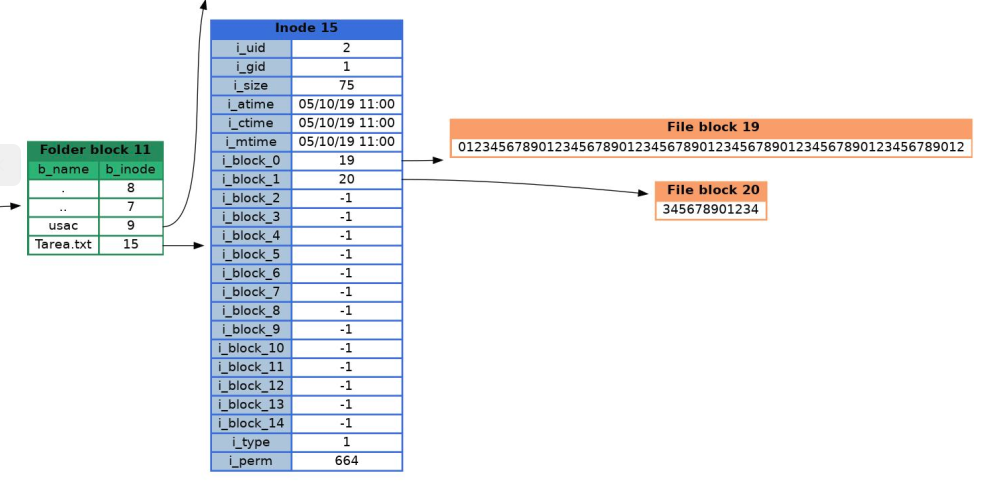 Folder block 11
b_name b_inode
. 8
.. 7
usac 9
Tarea.txt 15
Inode 15
i_uid 2
i_gid 1
i_size 75
i_atime 05/10/19 11:00
i_ctime 05/10/19 11:00
i_mtime 05/10/19 11:00
i_block_0 19
i_block_1 20
i_block_2 -1
i_block_3 -1
i_block_4 -1
i_block_5 -1
i_block_6 -1
i_block_7 -1
i_block_8 -1
i_block_9 -1
i_block_10 -1
i_block_11 -1
i_block_12 -1
i_block_13 -1
i_block_14 -1
i_type 1
i_perm 664
File block 19
012345678901234567890123456789012345678901234567890123456789012
File block 20
345678901234